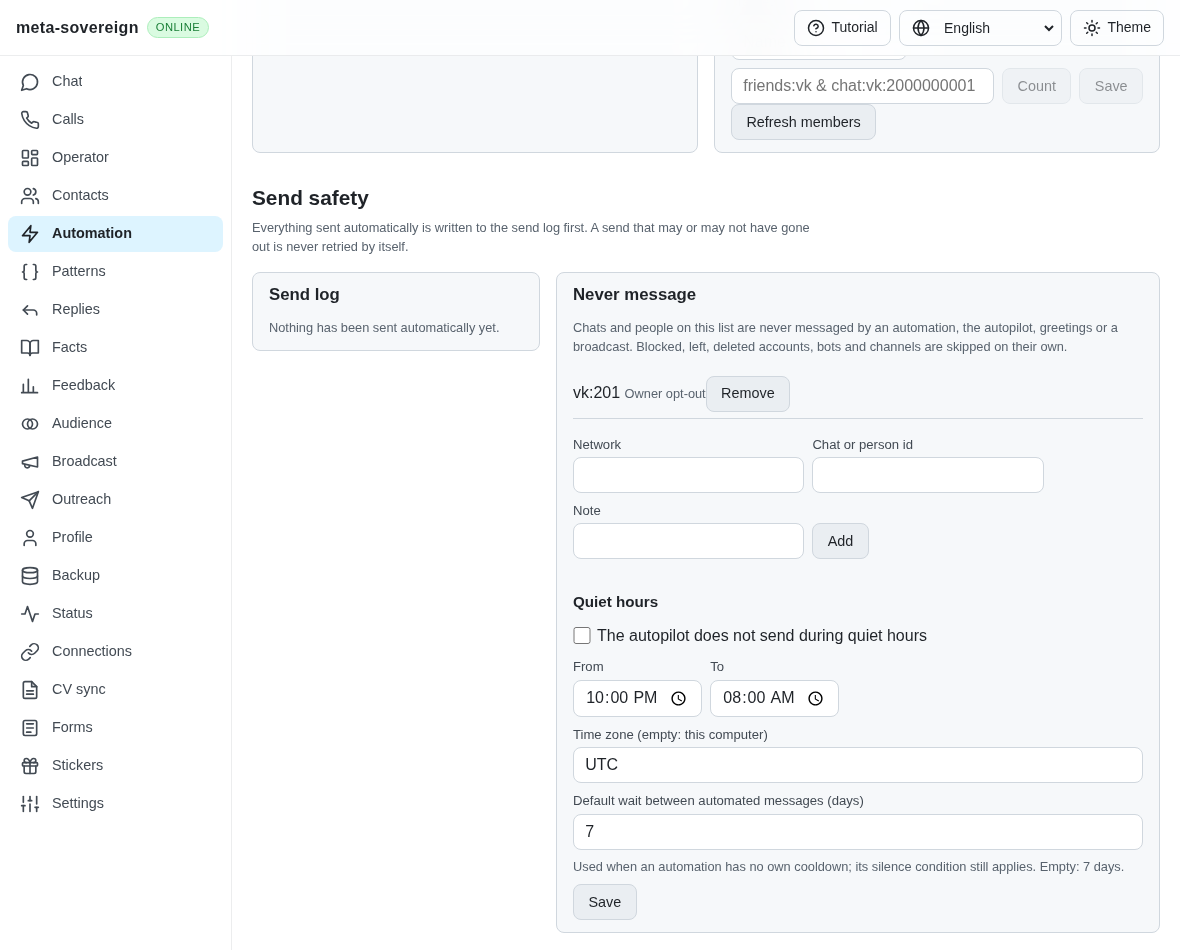 meta-sovereign ONLINE
Tutorial
English
Theme
Chat
Calls
Operator
Contacts
Automation
Patterns
Replies
Facts
Feedback
Audience
Broadcast
Outreach
Profile
Backup
Status
Connections
CV sync
Forms
Stickers
Settings
friends:vk & chat:vk:2000000001
Count
Save
Refresh members
Send safety
Everything sent automatically is written to the send log first. A send that may or may not have gone
out is never retried by itself.
Send log
Nothing has been sent automatically yet.
Never message
Chats and people on this list are never messaged by an automation, the autopilot, greetings or a
broadcast. Blocked, left, deleted accounts, bots and channels are skipped on their own.
vk:201 Owner opt-out Remove
Network
Chat or person id
Note
Add
Quiet hours
The autopilot does not send during quiet hours
From
To
10:00 PM
08:00 AM
Time zone (empty: this computer)
UTC
Default wait between automated messages (days)
7
Used when an automation has no own cooldown; its silence condition still applies. Empty: 7 days.
Save